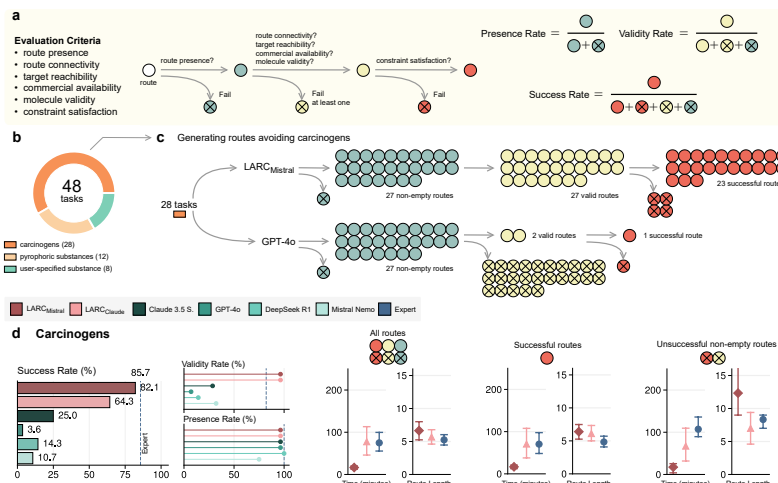 a
Evaluation Criteria
• route presence
• route connectivity
• target reachibility
• commercial availability
• molecule validity
• constraint satisfaction
route
route presence?
Fail
route connectivity?
target reachibility?
commercial availability?
molecule validity?
Fail
at least one
constraint satisfaction?
Fail
Presence Rate =
+
Validity Rate =
+ +
Success Rate =
+ + +
b
48
tasks
carcinogens (28)
pyrophoric substances (12)
user-specified substance (8)
c
Generating routes avoiding carcinogens
28 tasks
LARCMistral
27 non-empty routes
27 valid routes
23 successful route
GPT-4o
27 non-empty routes
2 valid routes
1 successful route
LARCMistral
LARCClaude
Claude 3.5 S.
GPT-4o
DeepSeek R1
Mistral Nemo
Expert
d Carcinogens
Success Rate (%)
85.7
82.1
64.3
25.0
3.6
14.3
10.7
Expert
0 25 50 75 100
Validity Rate (%)
Presence Rate (%)
0 25 50 75 100
All routes
200
100
0
Time (minutes)
15
10
5
0
Route Length
Successful routes
200
100
0
Time (minutes)
15
10
5
0
Route Length
Unsuccessful non-empty routes
200
100
0
Time (minutes)
15
10
5
0
Route Length